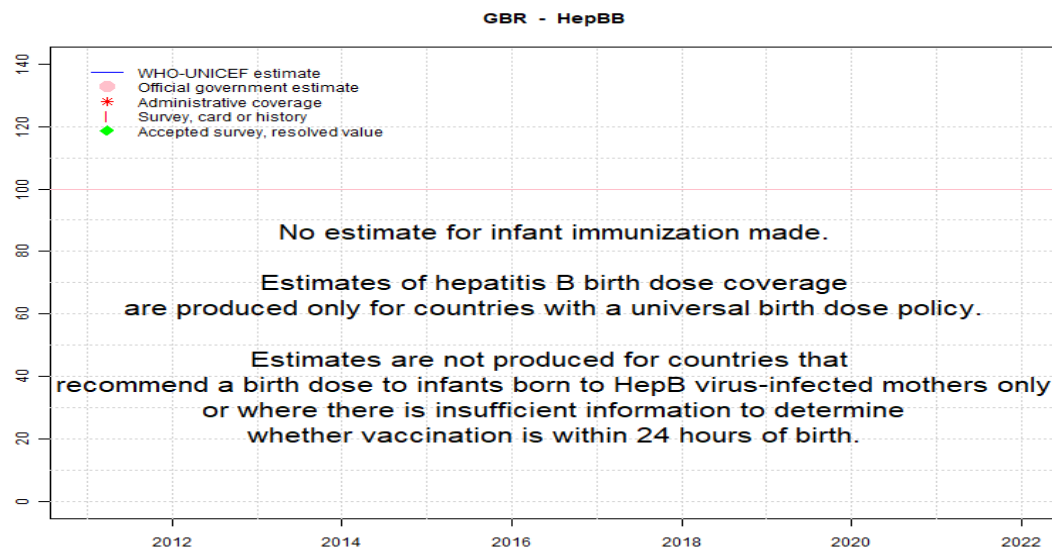 GBR - HepBB
140
120
100
80
60
40
20
0
WHO-UNICEF estimate
Official government estimate
Administrative coverage
Survey, card or history
Accepted survey, resolved value
No estimate for infant immunization made.
Estimates of hepatitis B birth dose coverage
are produced only for countries with a universal birth dose policy.
Estimates are not produced for countries that
recommend a birth dose to infants born to HepB virus-infected mothers only
or where there is insufficient information to determine
whether vaccination is within 24 hours of birth.
2012 2014 2016 2018 2020 2022